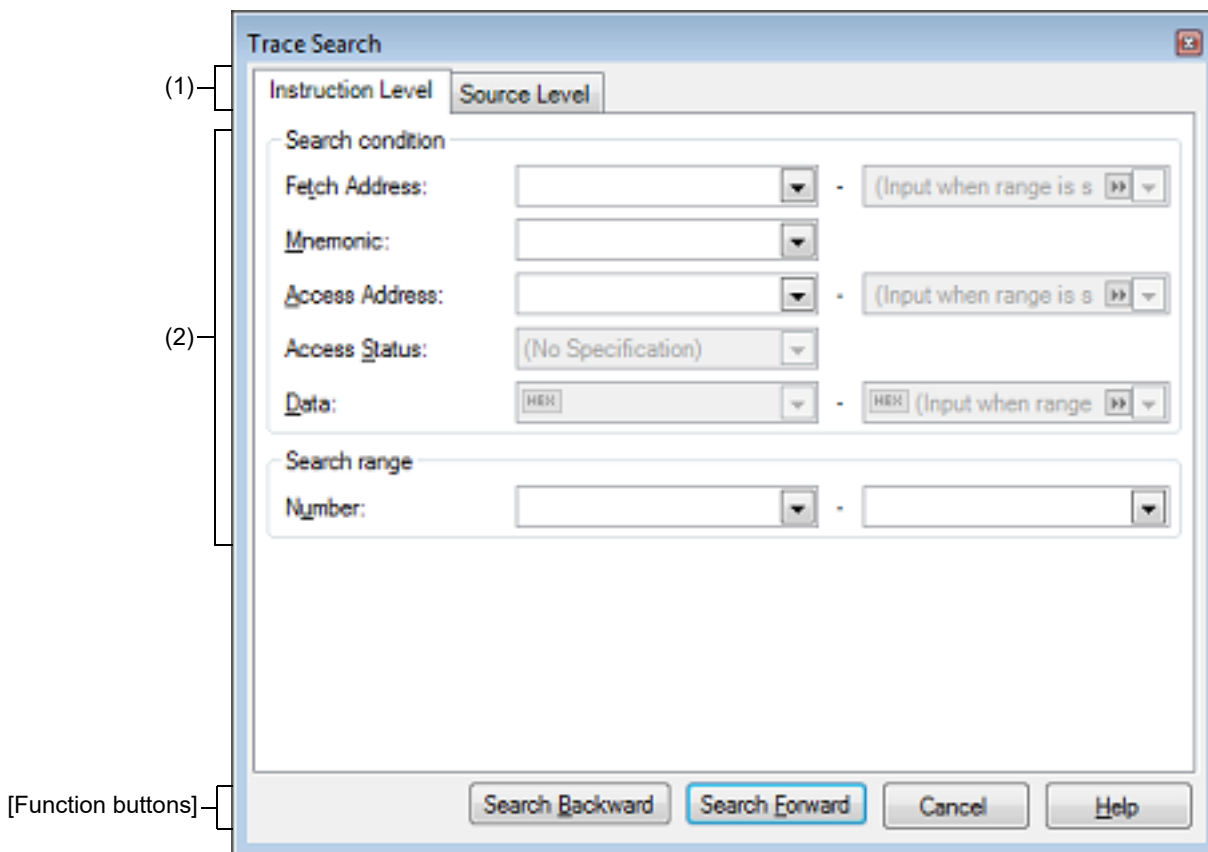 Trace Search
(1)
Instruction Level Source Level
Search condition
(2)
Fetch Address: - (Input when range is s
Mnemonic:
Access Address: - (Input when range is s
Access Status: (No Specification)
Data: HEX - HEX (Input when range
Search range
Number: -
[Function buttons]
Search Backward Search Forward Cancel Help